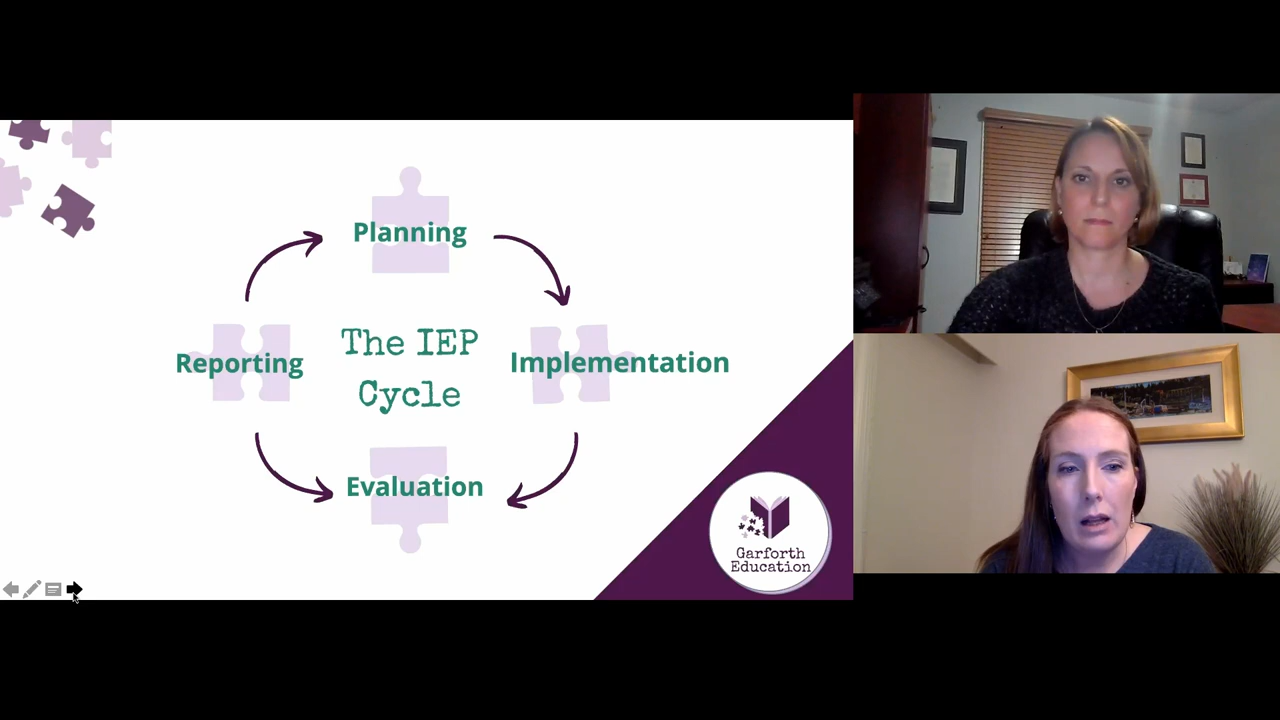 Planning
The IEP
Cycle
Reporting
Implementation
Evaluation
Garforth
Education